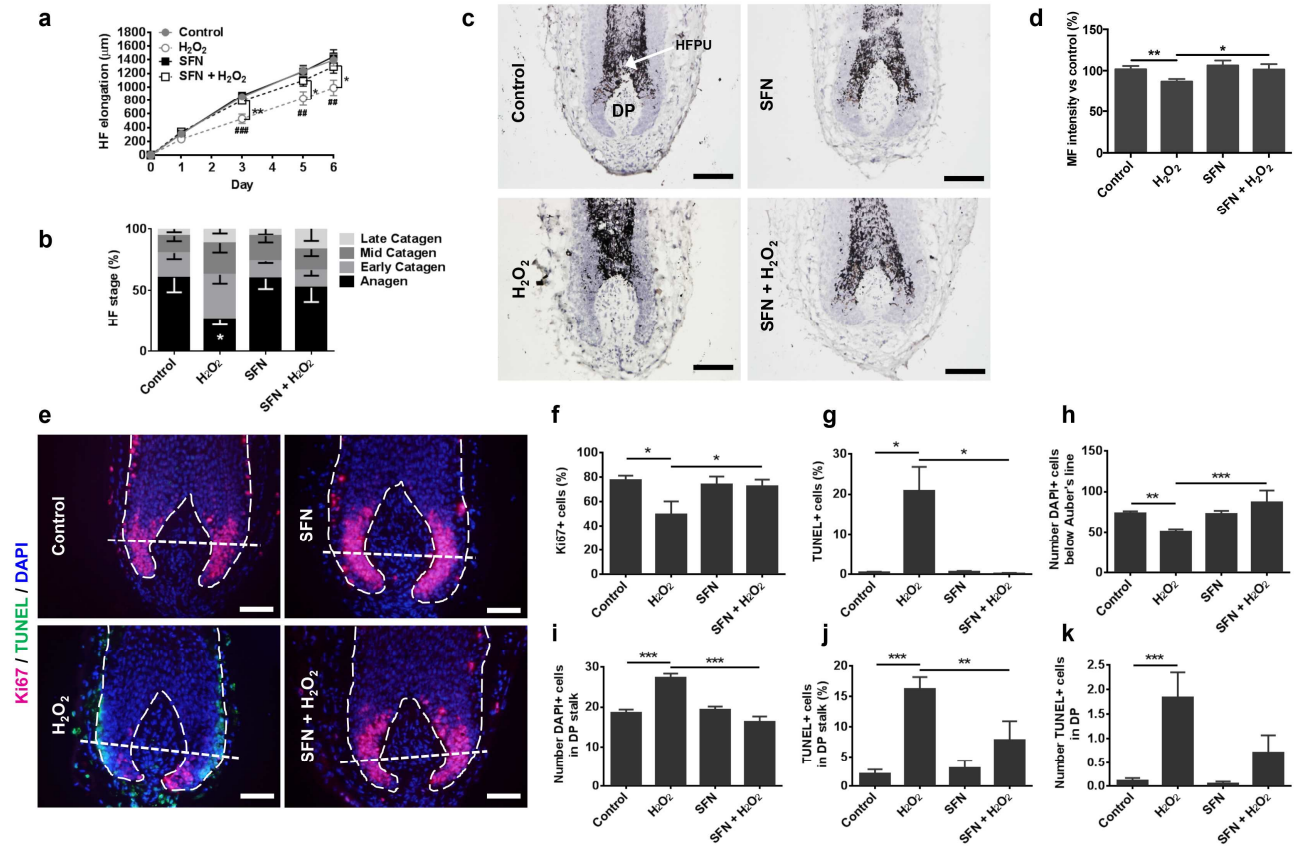 a
HF elongation (μm)
1800
1600
1400
1200
1000
800
600
400
200
0
0 1 3 5 6
Day
Control
H₂O₂
SFN
SFN + H₂O₂
**
*
*
###
##
##
b
HF stage (%)
100
50
0
*
Control
H₂O₂
SFN
SFN + H₂O₂
Late Catagen
Mid Catagen
Early Catagen
Anagen
c
Control
HFPU
DP
SFN
H₂O₂
SFN + H₂O₂
d
MF intensity vs control (%)
150
100
50
0
** *
Control
H₂O₂
SFN
SFN + H₂O₂
e
Ki67 / TUNEL / DAPI
Control
SFN
H₂O₂
SFN + H₂O₂
f
Ki67+ cells (%)
100
80
60
40
20
0
* *
Control
H₂O₂
SFN
SFN + H₂O₂
g
TUNEL+ cells (%)
30
20
10
0
* *
Control
H₂O₂
SFN
SFN + H₂O₂
h
Number DAPI+ cells
below Auber's line
150
100
50
0
** ***
Control
H₂O₂
SFN
SFN + H₂O₂
i
Number DAPI+ cells
in DP stalk
30
20
10
0
*** ***
Control
H₂O₂
SFN
SFN + H₂O₂
j
TUNEL+ cells
in DP stalk (%)
20
15
10
5
0
*** **
Control
H₂O₂
SFN
SFN + H₂O₂
k
Number TUNEL+ cells
in DP
2.5
2.0
1.5
1.0
0.5
0.0
***
Control
H₂O₂
SFN
SFN + H₂O₂